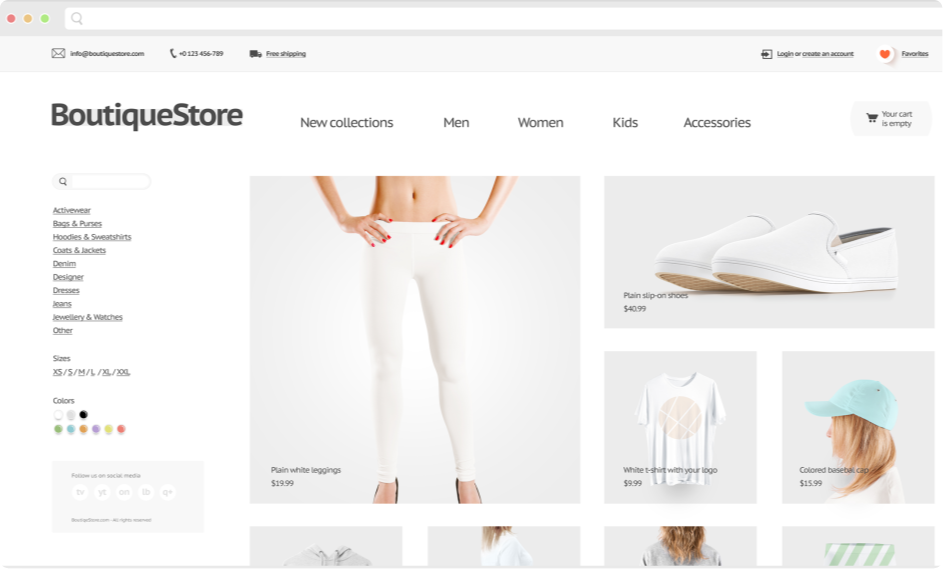 info@boutiquestore.com
+0 123 456-789
Free shipping
Login or create an account
Favorites
BoutiqueStore
New collections
Men
Women
Kids
Accessories
Your cart
is empty
Activewear
Bags & Purses
Hoodies & Sweatshirts
Coats & Jackets
Denim
Designer
Dresses
Jeans
Jewellery & Watches
Other
Sizes
XS / S / M / L / XL / XXL
Colors
Follow us on social media
tv yt on lb q+
BoutiqeStore.com - All rights reserved
Plain white leggings
$19.99
Plain slip-on shoes
$40.99
White t-shirt with your logo
$9.99
Colored basebal cap
$15.99